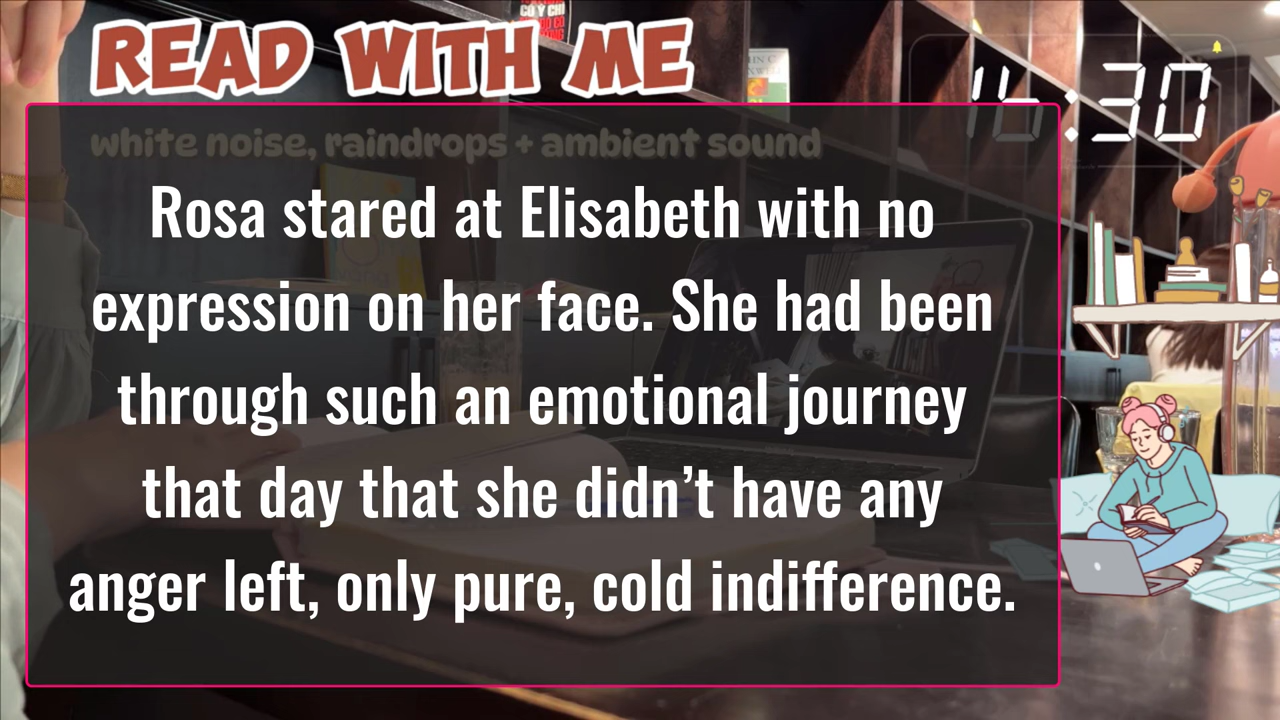 READ WITH ME
16:30
white noise, raindrops + ambient sound
Rosa stared at Elisabeth with no
expression on her face. She had been
through such an emotional journey
that day that she didn’t have any
anger left, only pure, cold indifference.